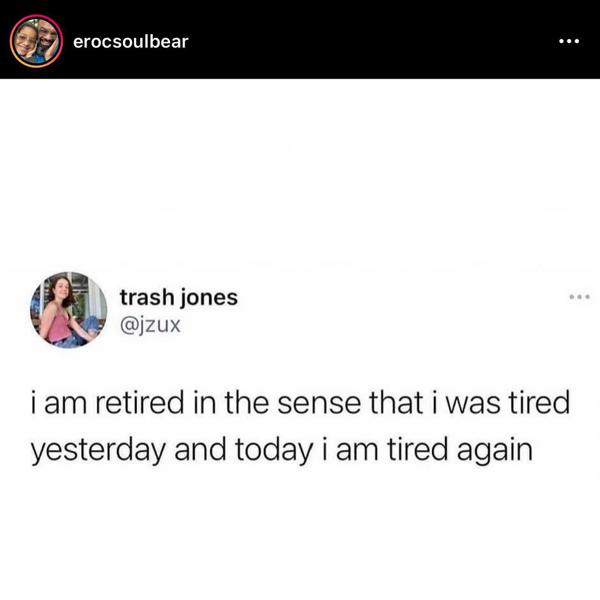 erocsoulbear
trash jones
@jzux
i am retired in the sense that i was tired
yesterday and today i am tired again